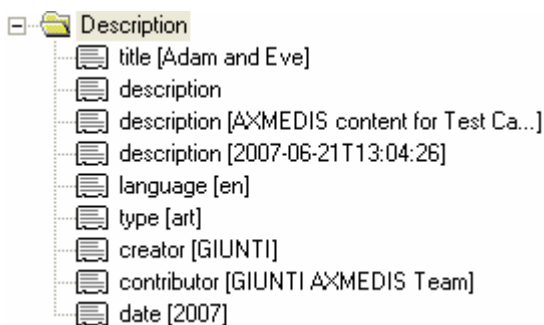 Description
title [Adam and Eve]
description
description [AXMEDIS content for Test Ca...]
description [2007-06-21T13:04:26]
language [en]
type [art]
creator [GIUNTI]
contributor [GIUNTI AXMEDIS Team]
date [2007]